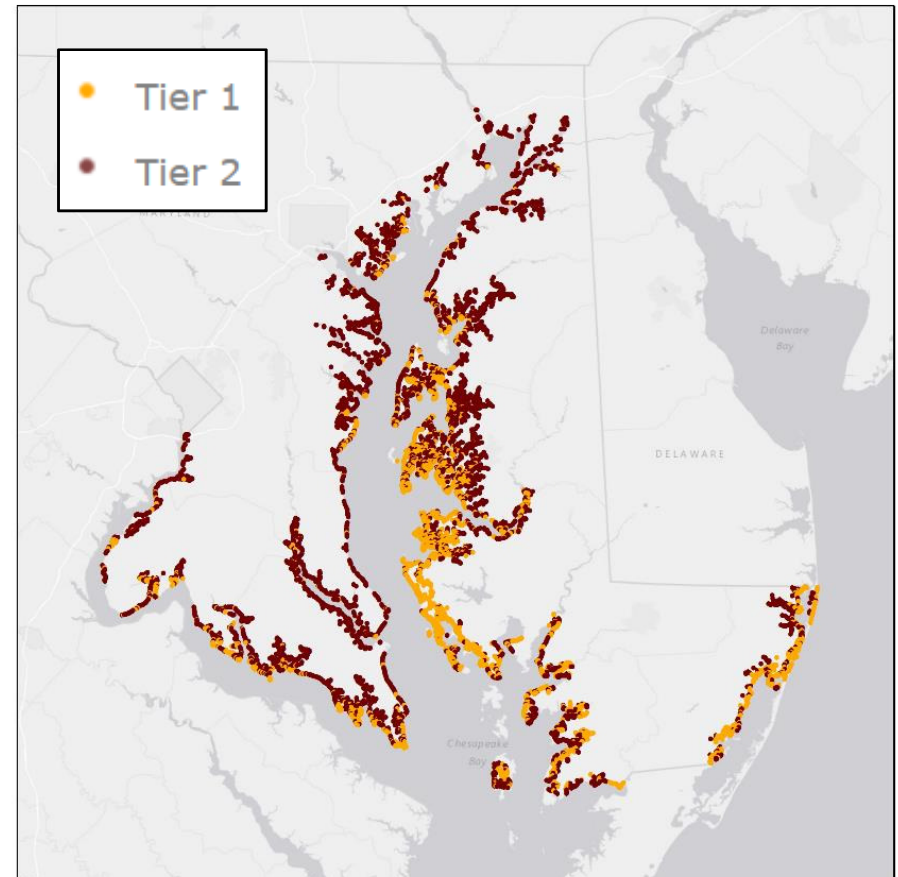 Tier 1
Tier 2
MARYLAND
Delaware
Bay
DELAWARE
Chesapeake
Bay